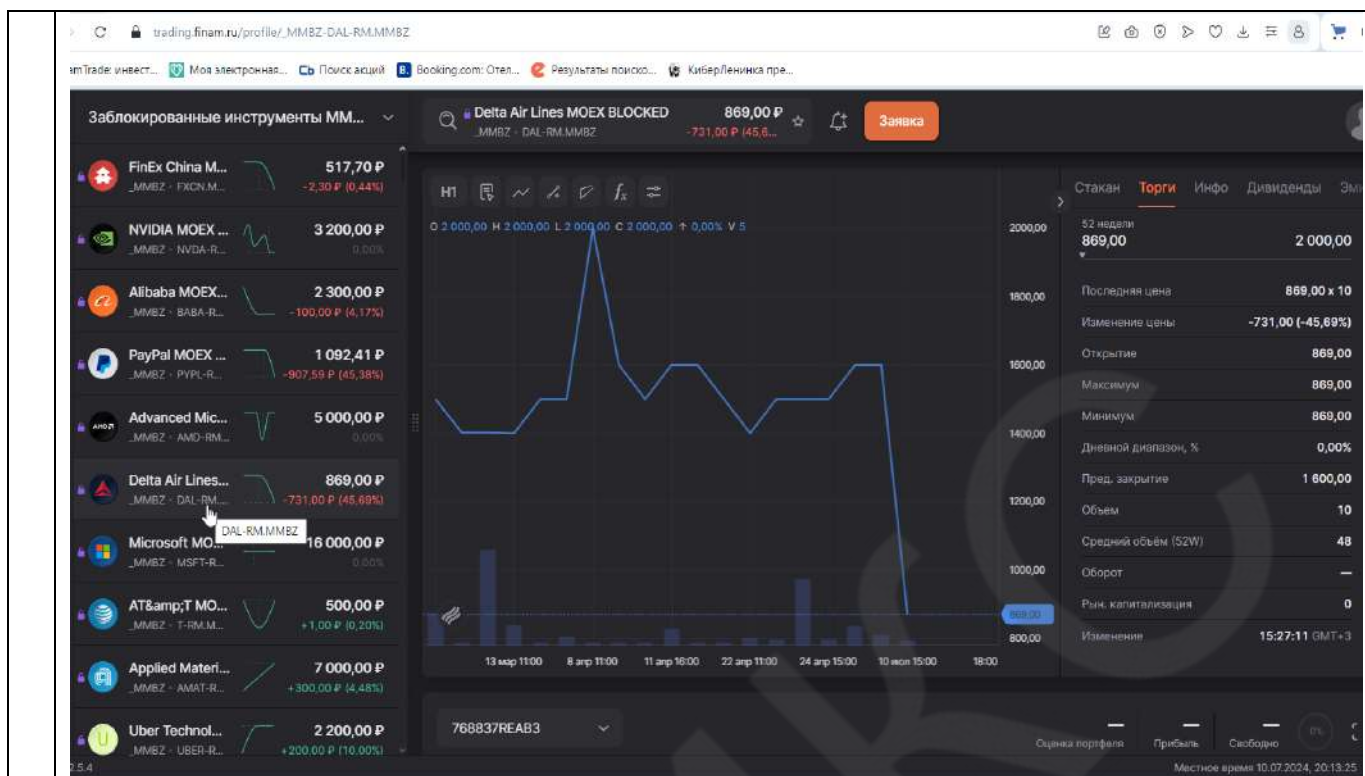 trading.finam.ru/profile/_MMBZ-DAL-RM.MMBZ
amTrade: инвест... Моя электронная... Поиск акций Booking.com: Отел... Результаты поиско... КиберЛенинка пре...
Заблокированные инструменты ММ...
Delta Air Lines MOEX BLOCKED 869,00 ₽
_MMBZ · DAL-RM.MMBZ -731,00 ₽ (45,6...
Заявка
FinEx China M... 517,70 ₽
_MMBZ · FXCN.M... -2,30 ₽ (0,44%)
NVIDIA MOEX ... 3 200,00 ₽
_MMBZ · NVDA-R... 0,00%
Alibaba MOEX... 2 300,00 ₽
_MMBZ · BABA-R... -100,00 ₽ (4,17%)
PayPal MOEX ... 1 092,41 ₽
_MMBZ · PYPL-R... -907,59 ₽ (45,38%)
Advanced Mic... 5 000,00 ₽
_MMBZ · AMD-RM... 0,00%
Delta Air Lines... 869,00 ₽
_MMBZ · DAL-RM.... -731,00 ₽ (45,69%)
DAL-RM.MMBZ
Microsoft MO... 16 000,00 ₽
_MMBZ · MSFT-R... 0,00%
AT&amp;T MO... 500,00 ₽
_MMBZ · T-RM.M... +1,00 ₽ (0,20%)
Applied Materi... 7 000,00 ₽
_MMBZ · AMAT-R... +300,00 ₽ (4,48%)
Uber Technol... 2 200,00 ₽
_MMBZ · UBER-R... +200,00 ₽ (10,00%)
2.5.4
H1
O 2 000,00 H 2 000,00 L 2 000,00 C 2 000,00 ↑ 0,00% V 5
2000,00
1800,00
1600,00
1400,00
1200,00
1000,00
869,00
800,00
13 мар 11:00 8 апр 11:00 11 апр 16:00 22 апр 11:00 24 апр 15:00 10 июл 15:00 18:00
Стакан Торги Инфо Дивиденды
52 недели
869,00 2 000,00
Последняя цена 869,00 x 10
Изменение цены -731,00 (-45,69%)
Открытие 869,00
Максимум 869,00
Минимум 869,00
Дневной диапазон, % 0,00%
Пред. закрытие 1 600,00
Объем 10
Средний объём (52W) 48
Оборот —
Рын. капитализация 0
Изменение 15:27:11 GMT+3
768837REAB3
— — — 0%
Оценка портфеля Прибыль Свободно
Местное время 10.07.2024, 20:13:25